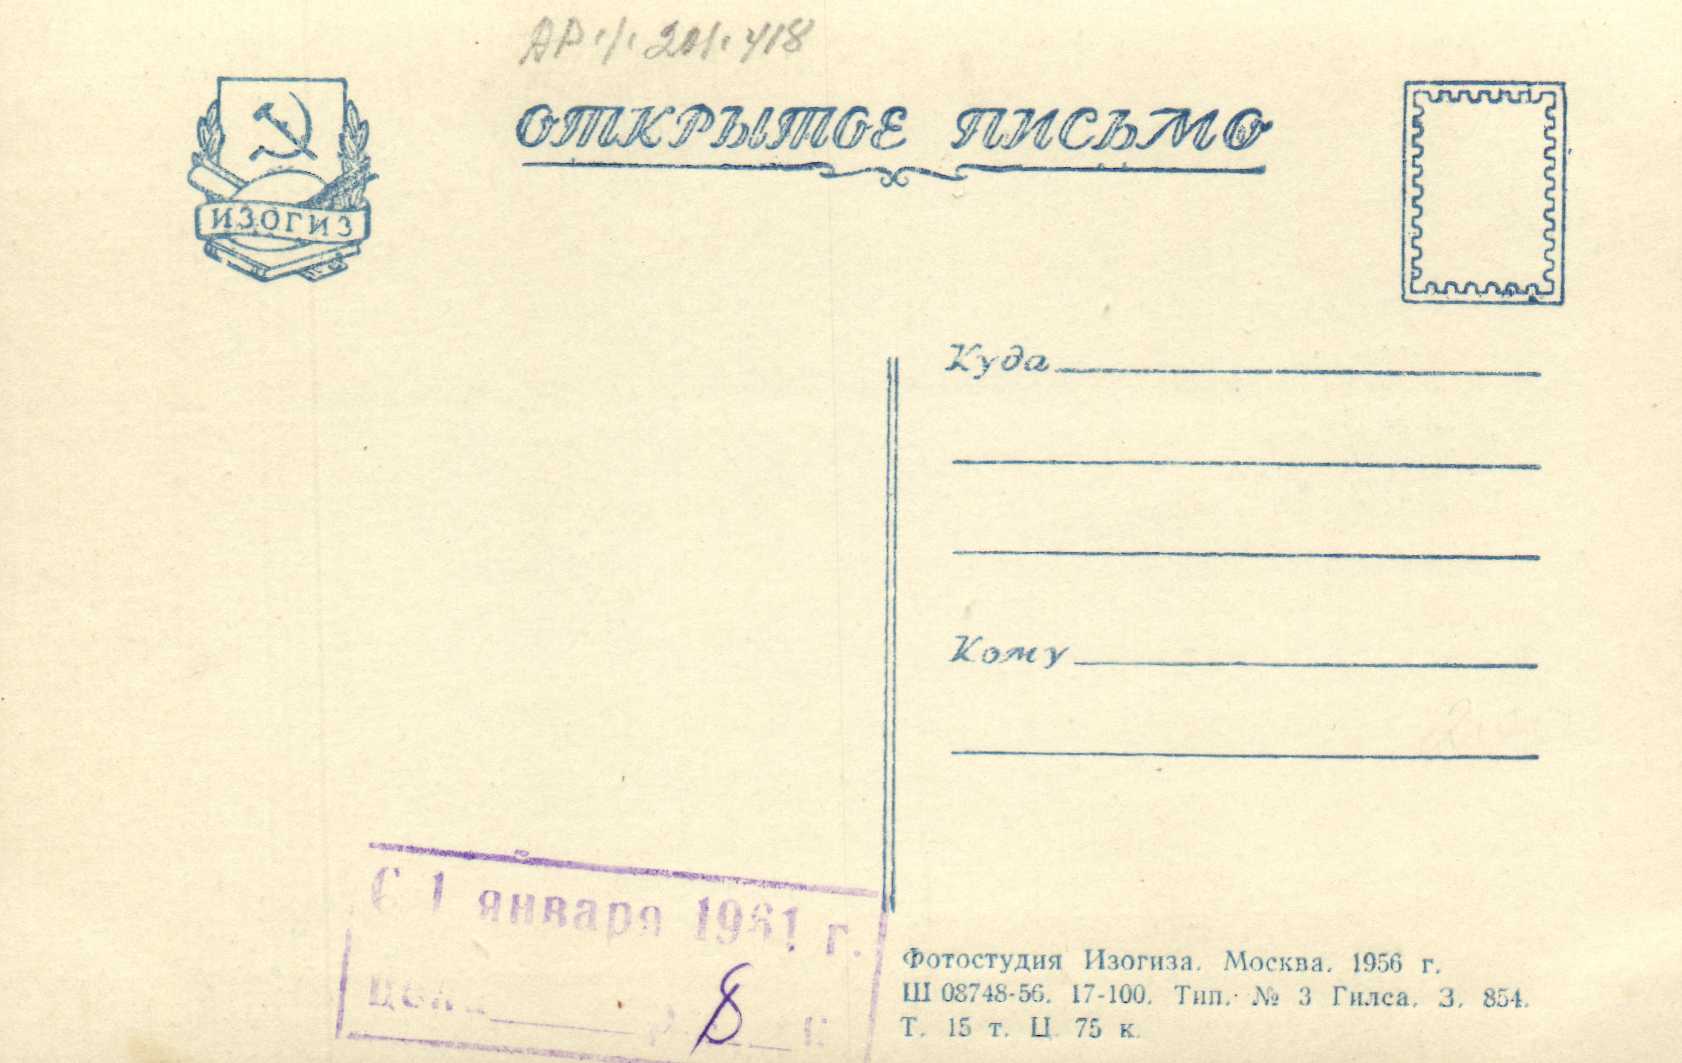 АР 1/1 201.418
ОТКРЫТОЕ ПИСЬМО
ИЗОГИЗ
Куда
Кому
С 1 января 1961 г.
цена р. 8 к.
Фотостудия Изогиза. Москва. 1956 г.
Ш 08748-56. 17-100. Тип. № 3 Гилса. З. 854.
Т. 15 т. Ц. 75 к.